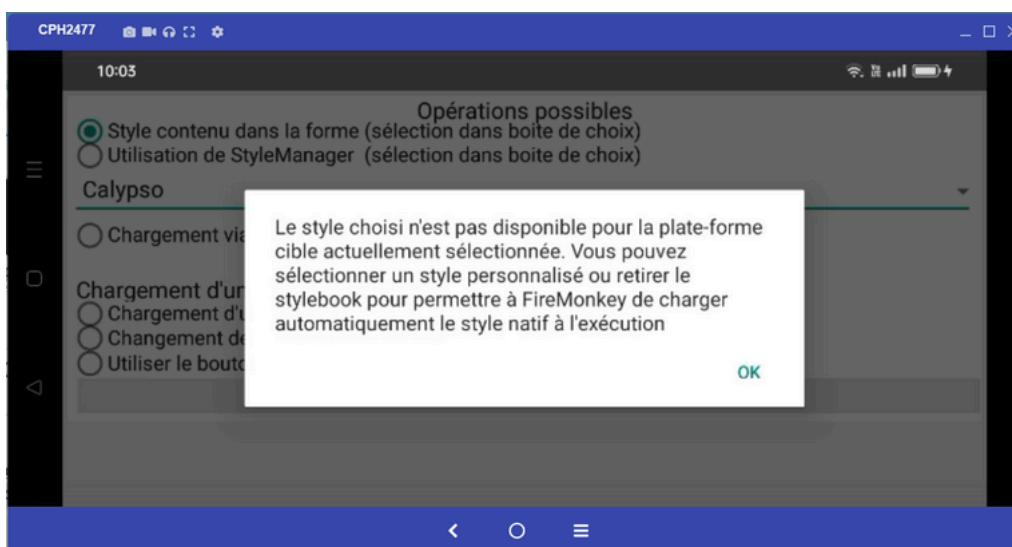 CPH2477
10:03
Opérations possibles
Style contenu dans la forme (sélection dans boite de choix)
Utilisation de StyleManager (sélection dans boite de choix)
Calypso
Chargement via
Chargement d'un
Chargement d'u
Changement de
Utiliser le bouto
Le style choisi n'est pas disponible pour la plate-forme
cible actuellement sélectionnée. Vous pouvez
sélectionner un style personnalisé ou retirer le
stylebook pour permettre à FireMonkey de charger
automatiquement le style natif à l'exécution
OK